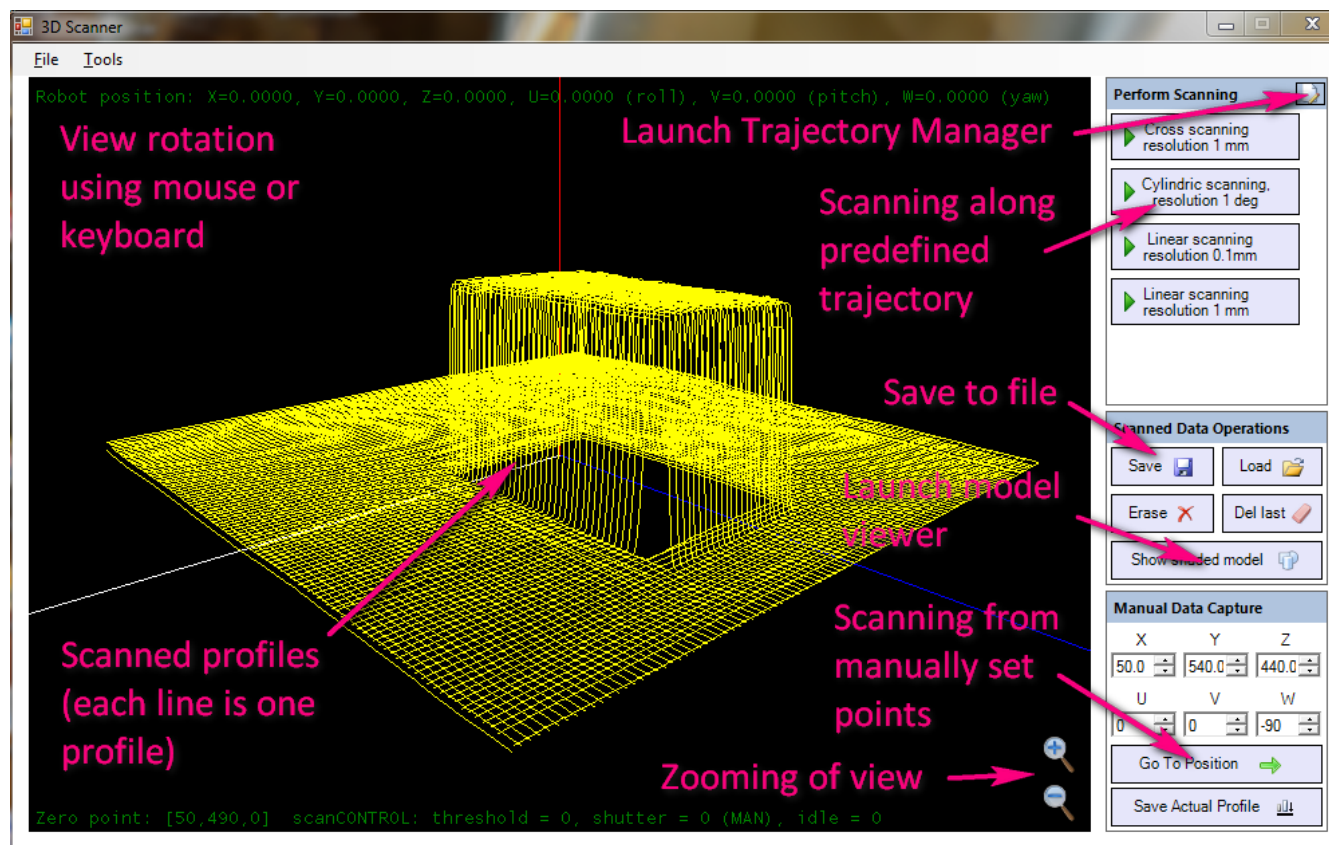 3D Scanner
File Tools
Robot position: X=0.0000, Y=0.0000, Z=0.0000, U=0.0000 (roll), V=0.0000 (pitch), W=0.0000 (yaw)
View rotation
using mouse or
keyboard
Launch Trajectory Manager
Scanning along
predefined
trajectory
Save to file
Launch model
viewer
Scanning from
manually set
points
Scanned profiles
(each line is one
profile)
Zooming of view
Zero point: [50,490,0] scanCONTROL: threshold = 0, shutter = 0 (MAN), idle = 0
Perform Scanning
Cross scanning
resolution 1 mm
Cylindric scanning,
resolution 1 deg
Linear scanning
resolution 0.1mm
Linear scanning
resolution 1 mm
Scanned Data Operations
Save Load
Erase Del last
Show shaded model
Manual Data Capture
X Y Z
50.0 540.0 440.0
U V W
0 0 -90
Go To Position
Save Actual Profile